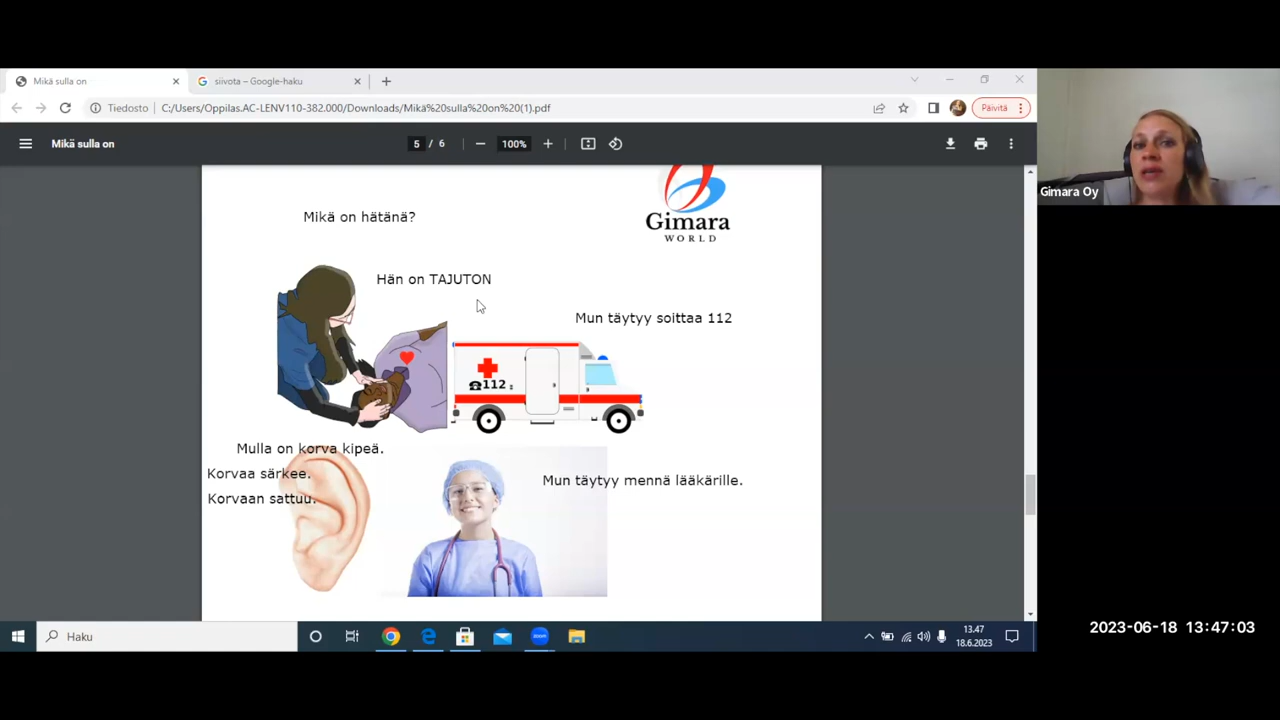 Mikä sulla on
siivota – Google-haku
Tiedosto
C:/Users/Oppilas.AC-LENV110-382.000/Downloads/Mikä%20sulla%20on%20(1).pdf
Päivitä
Mikä sulla on
5 / 6
100%
Gimara Oy
Mikä on hätänä?
Gimara
WORLD
Hän on TAJUTON
Mun täytyy soittaa 112
112
Mulla on korva kipeä.
Korvaa särkee.
Korvaan sattuu.
Mun täytyy mennä lääkärille.
Haku
zoom
13.47
18.6.2023
2023-06-18 13:47:03